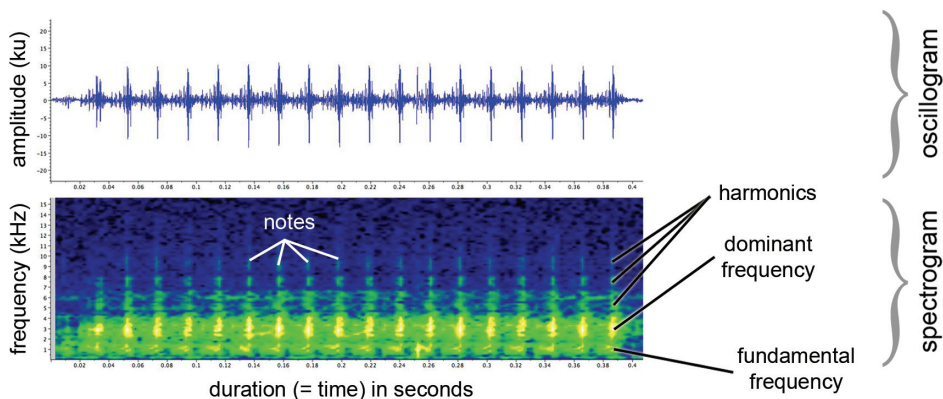 amplitude (ku)
20
15
10
5
0
-5
-10
-15
-20
0.02 0.04 0.06 0.08 0.1 0.12 0.14 0.16 0.18 0.2 0.22 0.24 0.26 0.28 0.3 0.32 0.34 0.36 0.38 0.4
oscillogram
frequency (kHz)
15
14
13
12
11
10
9
8
7
6
5
4
3
2
1
notes
harmonics
dominant
frequency
fundamental
frequency
0.02 0.04 0.06 0.08 0.1 0.12 0.14 0.16 0.18 0.2 0.22 0.24 0.26 0.28 0.3 0.32 0.34 0.36 0.38 0.4
duration (= time) in seconds
spectrogram